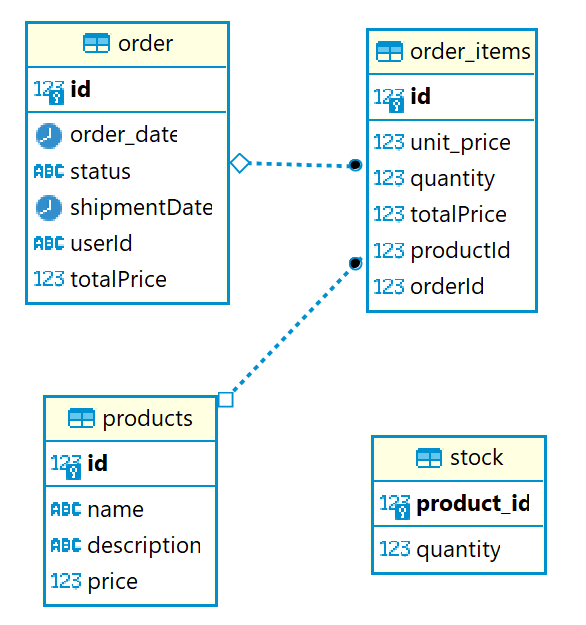 order
123 id
order_date
ABC status
shipmentDate
ABC userId
123 totalPrice
order_items
123 id
123 unit_price
123 quantity
123 totalPrice
123 productId
123 orderId
products
123 id
ABC name
ABC description
123 price
stock
123 product_id
123 quantity